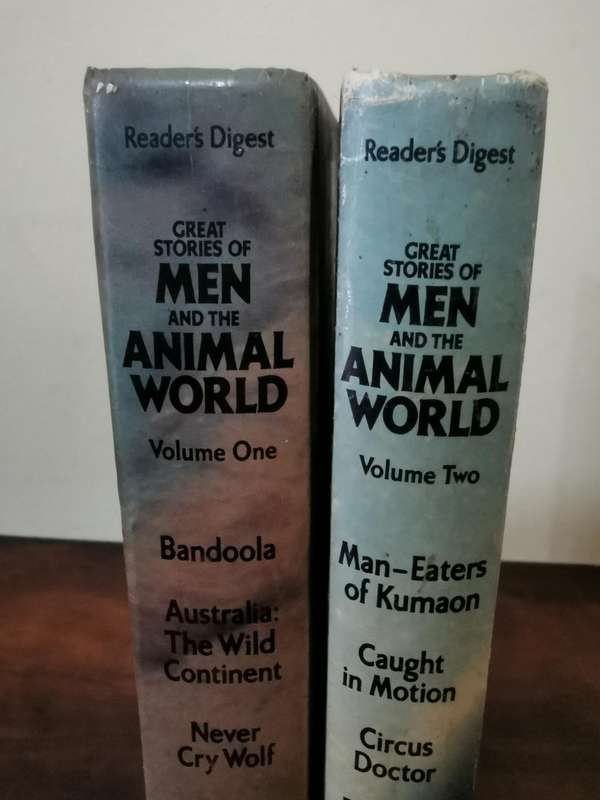 Reader's Digest
GREAT
STORIES OF
MEN
AND THE
ANIMAL
WORLD
Volume One
Bandoola
Australia:
The Wild
Continent
Never
Cry Wolf
Reader's Digest
GREAT
STORIES OF
MEN
AND THE
ANIMAL
WORLD
Volume Two
Man-Eaters
of Kumaon
Caught
in Motion
Circus
Doctor